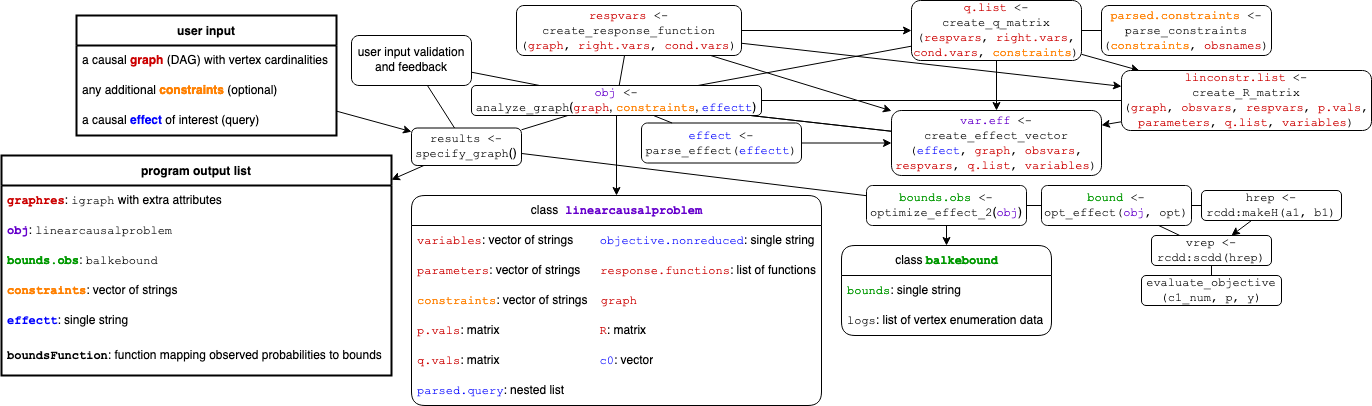 user input
a causal graph (DAG) with vertex cardinalities
any additional constraints (optional)
a causal effect of interest (query)
user input validation
and feedback
respvars <-
create_response_function
(graph, right.vars, cond.vars)
q.list <-
create_q_matrix
(respvars, right.vars,
cond.vars, constraints)
parsed.constraints <-
parse_constraints
(constraints, obsnames)
obj <-
analyze_graph(graph,constraints,effectt)
linconstr.list <-
create_R_matrix
(graph, obsvars, respvars, p.vals,
parameters, q.list, variables)
results <-
specify_graph()
effect <-
parse_effect(effectt)
var.eff <-
create_effect_vector
(effect, graph, obsvars,
respvars, q.list, variables)
program output list
graphres: igraph with extra attributes
obj: linearcausalproblem
bounds.obs: balkebound
constraints: vector of strings
effectt: single string
boundsFunction: function mapping observed probabilities to bounds
class linearcausalproblem
variables: vector of strings
objective.nonreduced: single string
parameters: vector of strings
response.functions: list of functions
constraints: vector of strings
graph
p.vals: matrix
R: matrix
q.vals: matrix
c0: vector
parsed.query: nested list
bounds.obs <-
optimize_effect_2(obj)
bound <-
opt_effect(obj, opt)
hrep <-
rcdd:makeH(a1, b1)
vrep <-
rcdd:scdd(hrep)
evaluate_objective
(c1_num, p, y)
class balkebound
bounds: single string
logs: list of vertex enumeration data